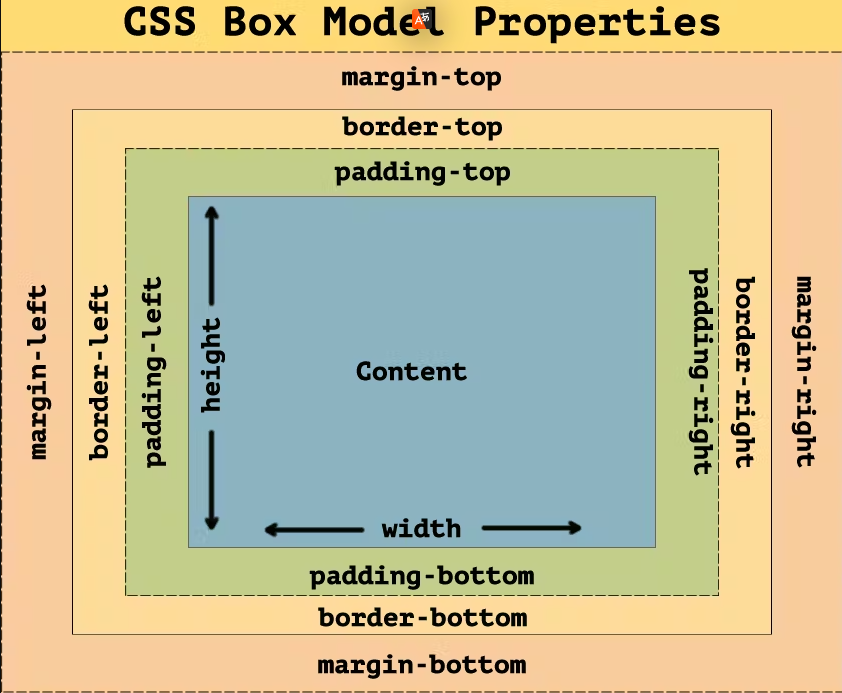 CSS Box Model Properties
margin-top
border-top
padding-top
margin-left
border-left
padding-left
height
Content
padding-right
border-right
margin-right
width
padding-bottom
border-bottom
margin-bottom